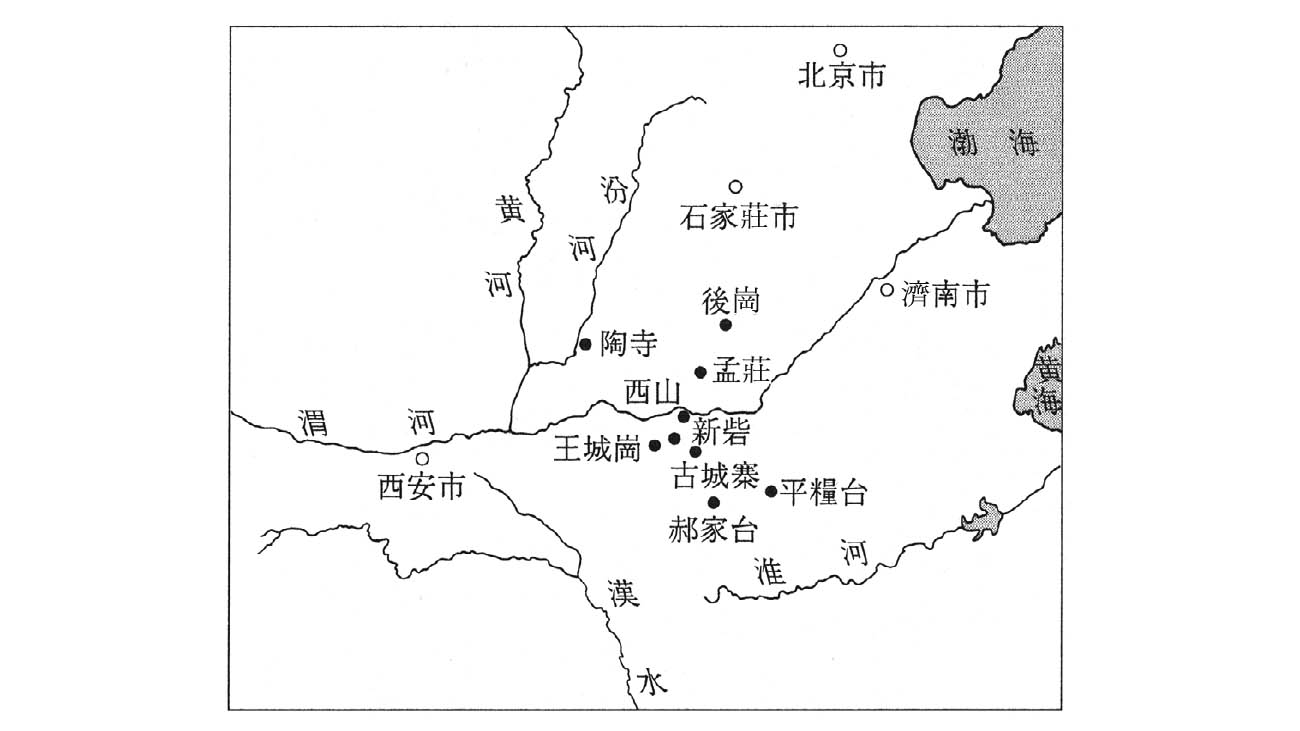 北京市
渤 海
汾
河
黄
河
石家莊市
濟南市
後崗
陶寺
孟莊
黄
海
西山
渭 河
新砦
王城崗
西安市
古城寨
平糧台
郝家台
淮 河
漢
水